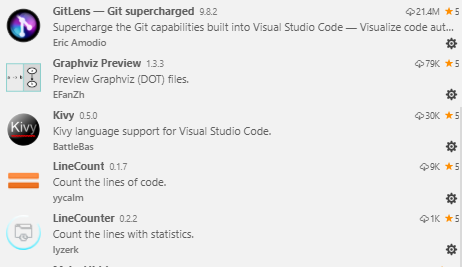 GitLens — Git supercharged 9.8.2 21.4M ★ 5
Supercharge the Git capabilities built into Visual Studio Code — Visualize code aut...
Eric Amodio
Graphviz Preview 1.3.3 79K ★ 5
Preview Graphviz (DOT) files.
EFanZh
Kivy 0.5.0 30K ★ 5
Kivy
Kivy language support for Visual Studio Code.
BattleBas
LineCount 0.1.7 9K ★ 5
Count the lines of code.
yycalm
LineCounter 0.2.2 1K ★ 5
Count the lines with statistics.
lyzerk